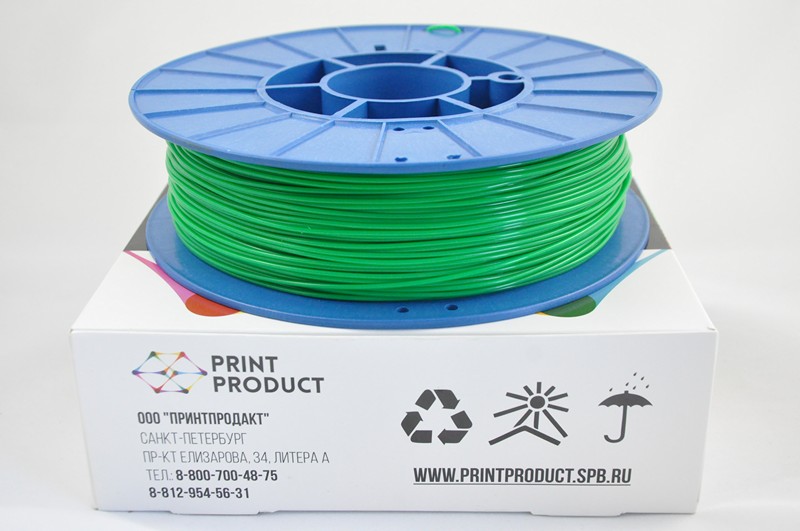 PRINT
PRODUCT
ООО "ПРИНТПРОДАКТ"
САНКТ-ПЕТЕРБУРГ
ПР-КТ ЕЛИЗАРОВА, 34, ЛИТЕРА А
ТЕЛ.: 8-800-700-48-75
8-812-954-56-31
WWW.PRINTPRODUCT.SPB.RU